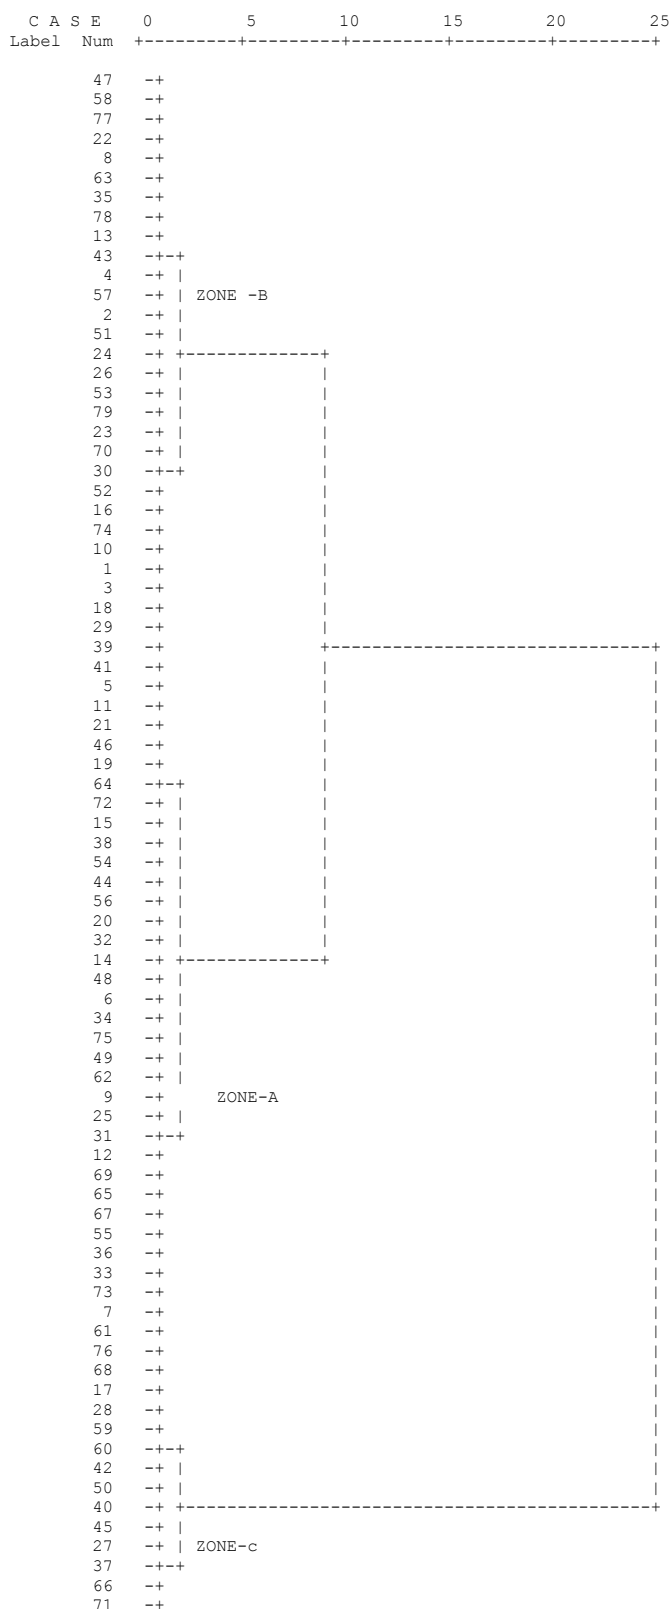 C A S E    0         5        10        15        20        25
Label  Num  +---------+---------+---------+---------+---------+
47   -+
58   -+
77   -+
22   -+
8   -+
63   -+
35   -+
78   -+
13   -+
43   -+-+
4   -+ |
57   -+ | ZONE -B
2   -+ |
51   -+ |
24   -+ +-------------+
26   -+ |             |
53   -+ |             |
79   -+ |             |
23   -+ |             |
70   -+ |             |
30   -+-+             |
52   -+               |
16   -+               |
74   -+               |
10   -+               |
1   -+               |
3   -+               |
18   -+               |
29   -+               |
39   -+               +-------------------------------+
41   -+               |                               |
5   -+               |                               |
11   -+               |                               |
21   -+               |                               |
46   -+               |                               |
19   -+               |                               |
64   -+-+             |                               |
72   -+ |             |                               |
15   -+ |             |                               |
38   -+ |             |                               |
54   -+ |             |                               |
44   -+ |             |                               |
56   -+ |             |                               |
20   -+ |             |                               |
32   -+ |             |                               |
14   -+ +-------------+                               |
48   -+ |                                             |
6   -+ |                                             |
34   -+ |                                             |
75   -+ |                                             |
49   -+ |                                             |
62   -+ |                                             |
9   -+     ZONE-A                                    |
25   -+ |                                             |
31   -+-+                                             |
12   -+                                               |
69   -+                                               |
65   -+                                               |
67   -+                                               |
55   -+                                               |
36   -+                                               |
33   -+                                               |
73   -+                                               |
7   -+                                               |
61   -+                                               |
76   -+                                               |
68   -+                                               |
17   -+                                               |
28   -+                                               |
59   -+                                               |
60   -+-+                                             |
42   -+ |                                             |
50   -+ |                                             |
40   -+ +---------------------------------------------+
45   -+ |
27   -+ | ZONE-c
37   -+-+
66   -+
71   -+